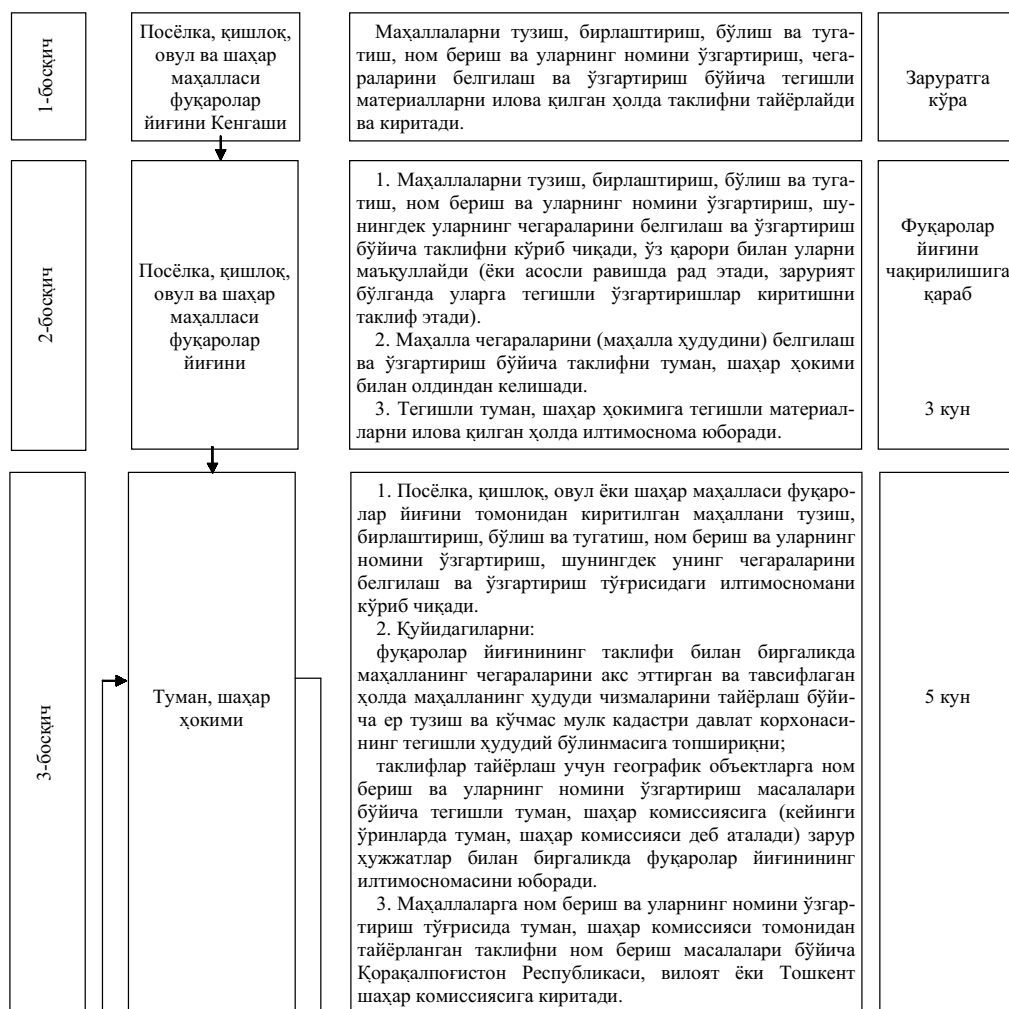 1-босқич
Посёлка, қишлоқ,
овул ва шаҳар
маҳалласи
фуқаролар
йиғини Кенгаши
Маҳаллаларни тузиш, бирлаштириш, бўлиш ва туга-
тиш, ном бериш ва уларнинг номини ўзгартириш, чега-
раларини белгилаш ва ўзгартириш бўйича тегишли
материалларни илова қилган ҳолда таклифни тайёрлайди
ва киритади.
Заруратга
кўра
2-босқич
Посёлка, қишлоқ,
овул ва шаҳар
маҳалласи
фуқаролар
йиғини
1. Маҳаллаларни тузиш, бирлаштириш, бўлиш ва туга-
тиш, ном бериш ва уларнинг номини ўзгартириш, шу-
нингдек уларнинг чегараларини белгилаш ва ўзгартириш
бўйича таклифни кўриб чиқади, ўз қарори билан уларни
маъқуллайди (ёки асосли равишда рад этади, зарурият
бўлганда уларга тегишли ўзгартиришлар киритишни
таклиф этади).
2. Маҳалла чегараларини (маҳалла ҳудудини) белгилаш
ва ўзгартириш бўйича таклифни туман, шаҳар ҳокими
билан олдиндан келишади.
3. Тегишли туман, шаҳар ҳокимига тегишли материал-
ларни илова қилган ҳолда илтимоснома юборади.
Фуқаролар
йиғини
чақирилишига
қараб
3 кун
3-босқич
Туман, шаҳар
ҳокими
1. Посёлка, қишлоқ, овул ёки шаҳар маҳалласи фуқаро-
лар йиғини томонидан киритилган маҳаллани тузиш,
бирлаштириш, бўлиш ва тугатиш, ном бериш ва уларнинг
номини ўзгартириш, шунингдек унинг чегараларини
белгилаш ва ўзгартириш тўғрисидаги илтимосномани
кўриб чиқади.
2. Қуйидагиларни:
фуқаролар йиғинининг таклифи билан биргаликда
маҳалланинг чегараларини акс эттирган ва тавсифлаган
ҳолда маҳалланинг ҳудуди чизмаларини тайёрлаш бўйи-
ча ер тузиш ва кўчмас мулк кадастри давлат корхонаси-
нинг тегишли ҳудудий бўлинмасига топшириқни;
таклифлар тайёрлаш учун географик объектларга ном
бериш ва уларнинг номини ўзгартириш масалалари
бўйича тегишли туман, шаҳар комиссиясига (кейинги
ўринларда туман, шаҳар комиссияси деб аталади) зарур
ҳужжатлар билан биргаликда фуқаролар йиғинининг
илтимосномасини юборади.
3. Маҳаллаларга ном бериш ва уларнинг номини ўзгар-
тириш тўғрисида туман, шаҳар комиссияси томонидан
тайёрланган таклифни ном бериш масалалари бўйича
Қорақалпоғистон Республикаси, вилоят ёки Тошкент
шаҳар комиссиясига киритади.
5 кун